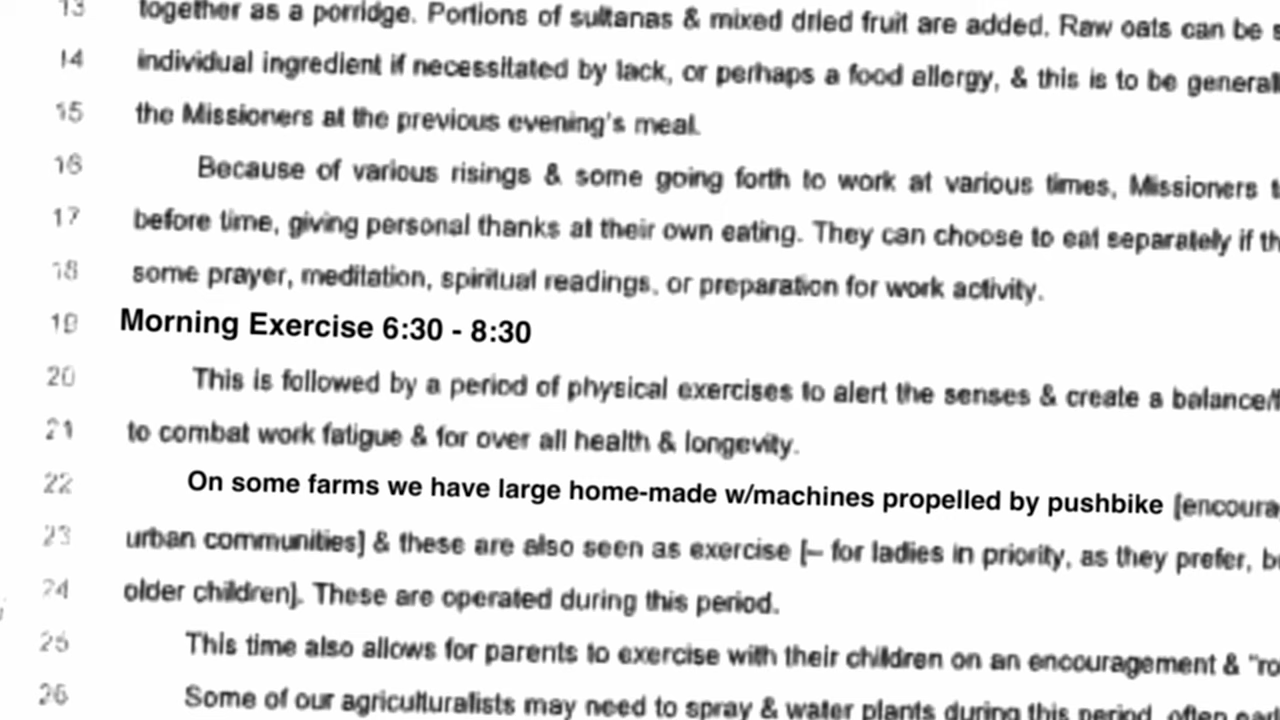 13 together as a porridge. Portions of sultanas & mixed dried fruit are added. Raw oats can be
14 individual ingredient if necessitated by lack, or perhaps a food allergy, & this is to be
15 the Missioners at the previous evening's meal.
16 Because of various risings & some going forth to work at various times, Missioners
17 before time, giving personal thanks at their own eating. They can choose to eat separately if
18 some prayer, meditation, spiritual readings, or preparation for work activity.
19 Morning Exercise 6:30 - 8:30
20 This is followed by a period of physical exercises to alert the senses & create a
21 to combat work fatigue & for over all health & longevity.
22 On some farms we have large home-made w/machines propelled by pushbike
23 urban communities] & these are also seen as exercise [– for ladies in priority, as they prefer,
24 older children]. These are operated during this period.
25 This time also allows for parents to exercise with their children on an encouragement &
26 Some of our agriculturalists may need to spray & water plants during this period, often